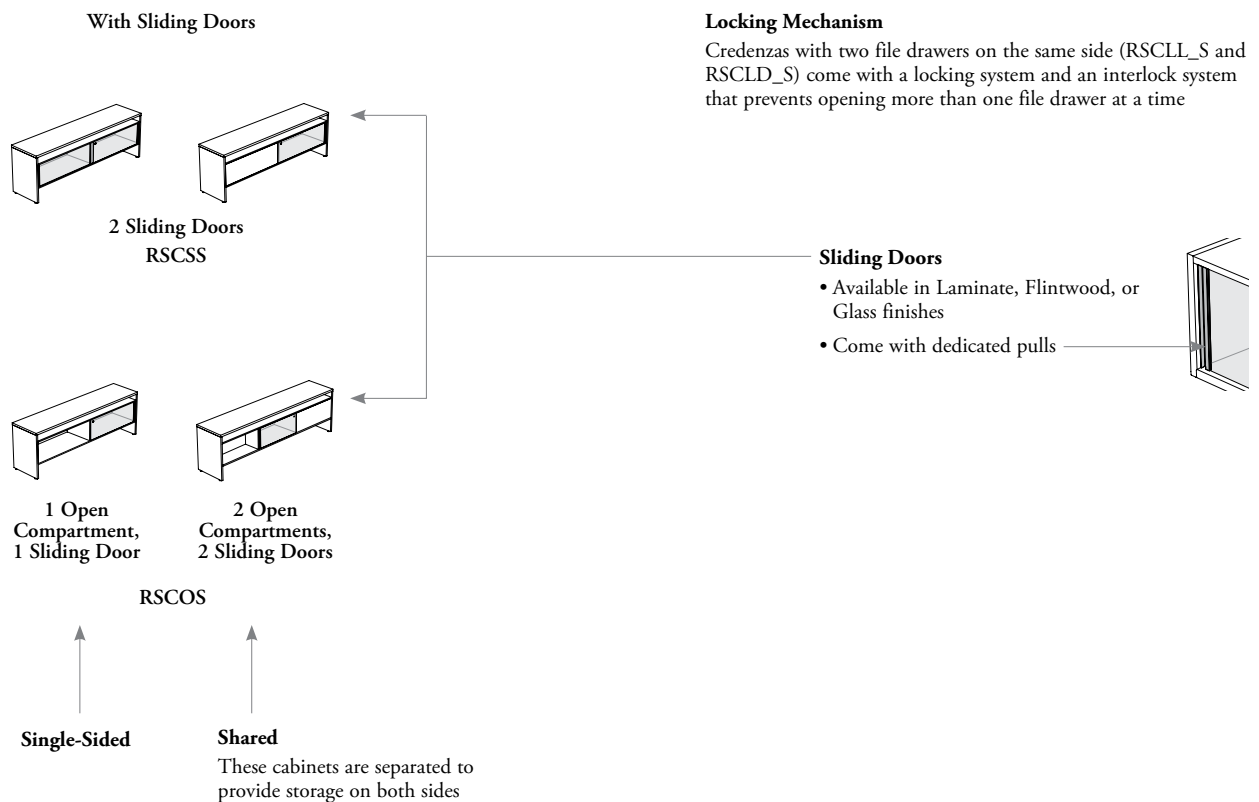 With Sliding Doors
2 Sliding Doors
RSCSS
1 Open
Compartment,
1 Sliding Door
2 Open
Compartments,
2 Sliding Doors
RSCOS
Single-Sided
Shared
These cabinets are separated to
provide storage on both sides
Locking Mechanism
Credenzas with two file drawers on the same side (RSCLL_S and
RSCLD_S) come with a locking system and an interlock system
that prevents opening more than one file drawer at a time
Sliding Doors
• Available in Laminate, Flintwood, or
Glass finishes
• Come with dedicated pulls